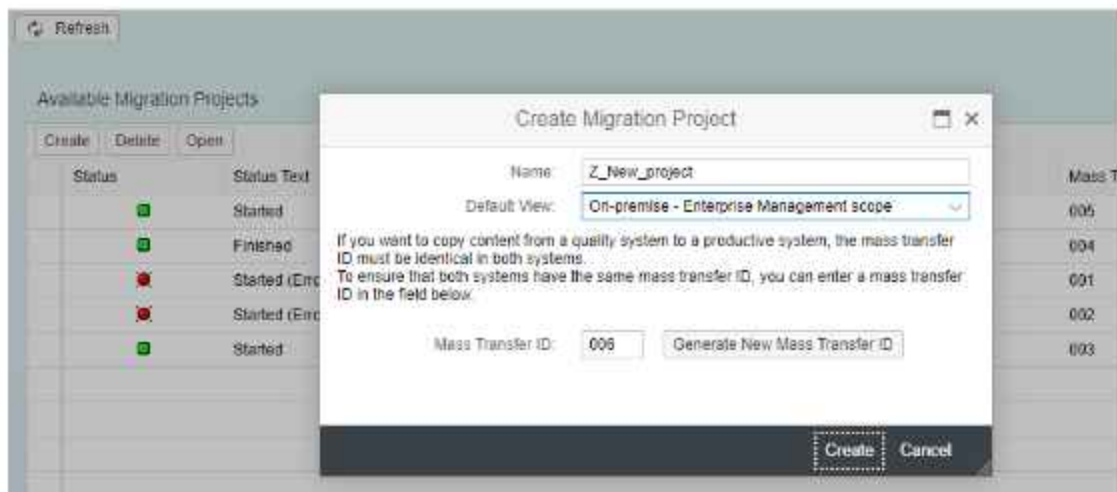 Refresh
Available Migration Projects
Create Delete Open
Status Status Text Mass T
Started 005
Finished 004
Started (Erro 001
Started (Erro 002
Started 003
Create Migration Project
Name: Z_New_project
Default View: On-premise - Enterprise Management scope
If you want to copy content from a quality system to a productive system, the mass transfer
ID must be identical in both systems.
To ensure that both systems have the same mass transfer ID, you can enter a mass transfer
ID in the field below.
Mass Transfer ID: 006 Generate New Mass Transfer ID
Create Cancel